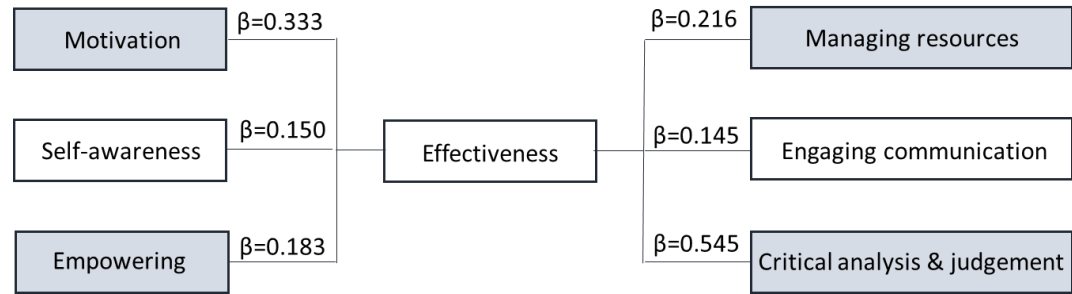 Motivation
β=0.333
β=0.216
Managing resources
Self-awareness
β=0.150
Effectiveness
β=0.145
Engaging communication
Empowering
β=0.183
β=0.545
Critical analysis & judgement